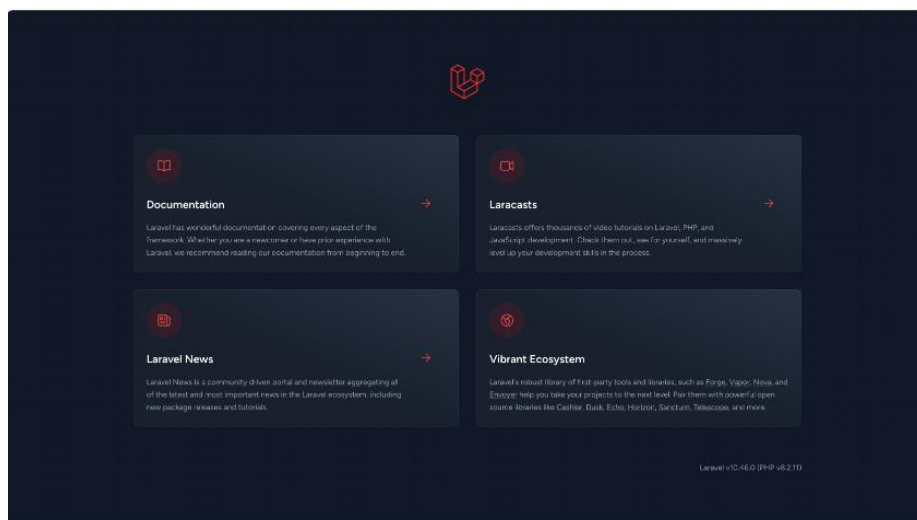 Documentation
Laravel has wonderful documentation covering every aspect of the
framework. Whether you are a newcomer or have prior experience with
Laravel, we recommend reading our documentation from beginning to end.
Laracasts
Laracasts offers thousands of video tutorials on Laravel, PHP, and
JavaScript development. Check them out, see for yourself, and massively
level up your development skills in the process.
Laravel News
Laravel News is a community driven portal and newsletter aggregating all
of the latest and most important news in the Laravel ecosystem, including
new package releases and tutorials.
Vibrant Ecosystem
Laravel's robust library of first-party tools and libraries, such as Forge, Vapor, Nova, and
Envoyer help you take your projects to the next level. Pair them with powerful open
source libraries like Cashier, Dusk, Echo, Horizon, Sanctum, Telescope, and more.
Laravel v10.46.0 (PHP v8.2.11)